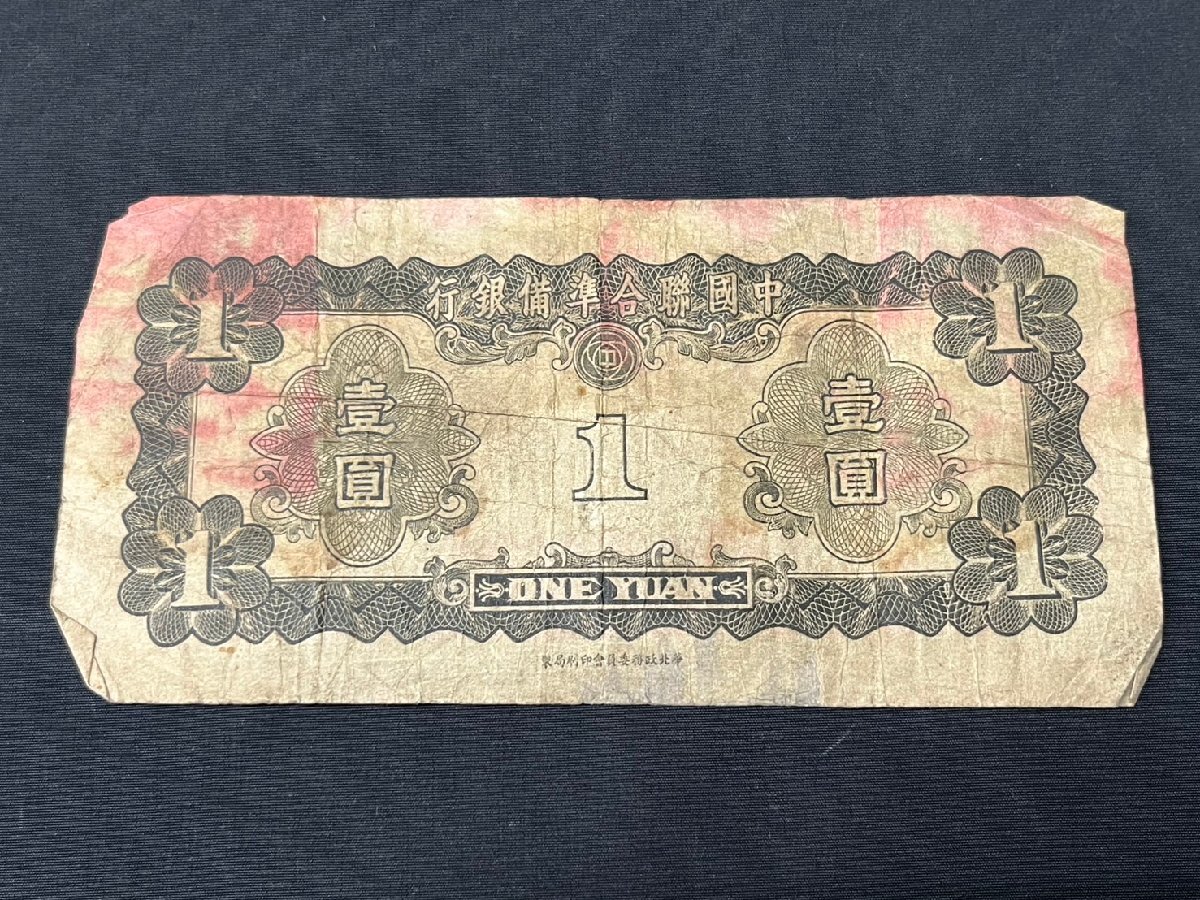 中國聯合準備銀行
1 1
壹圓 1 壹圓
1 1
ONE YUAN
華北政務委員會印刷局製